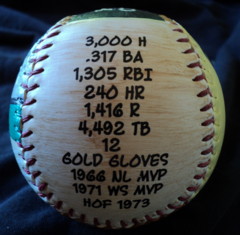 3,000 H
.317 BA
1,305 RBI
240 HR
1,416 R
4,492 TB
12
GOLD GLOVES
1966 NL MVP
1971 WS MVP
HOF 1973